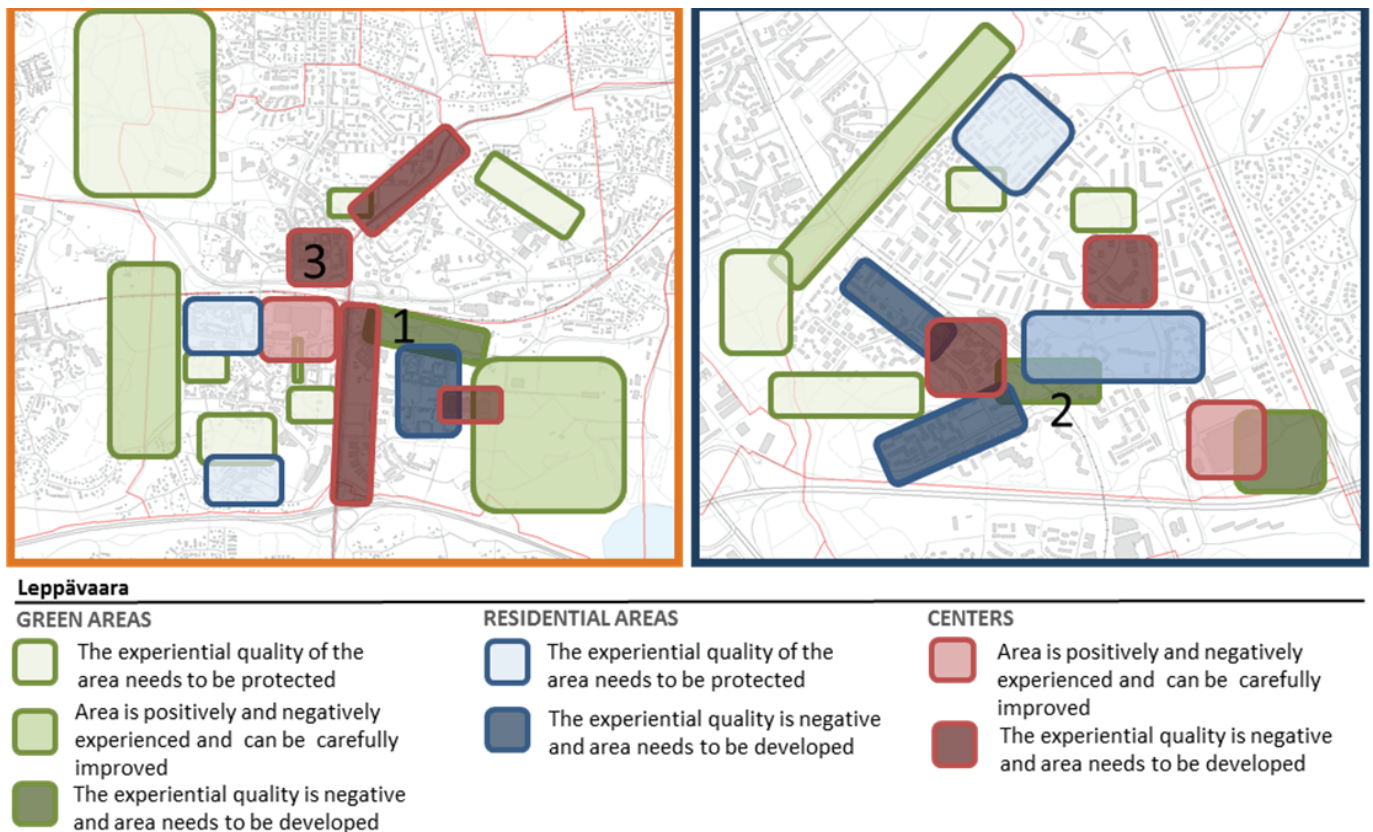 3
1
2
Leppävaara
GREEN AREAS
The experiential quality of the
area needs to be protected
Area is positively and negatively
experienced and can be carefully
improved
The experiential quality is negative
and area needs to be developed
RESIDENTIAL AREAS
The experiential quality of the
area needs to be protected
The experiential quality is negative
and area needs to be developed
CENTERS
Area is positively and negatively
experienced and can be carefully
improved
The experiential quality is negative
and area needs to be developed